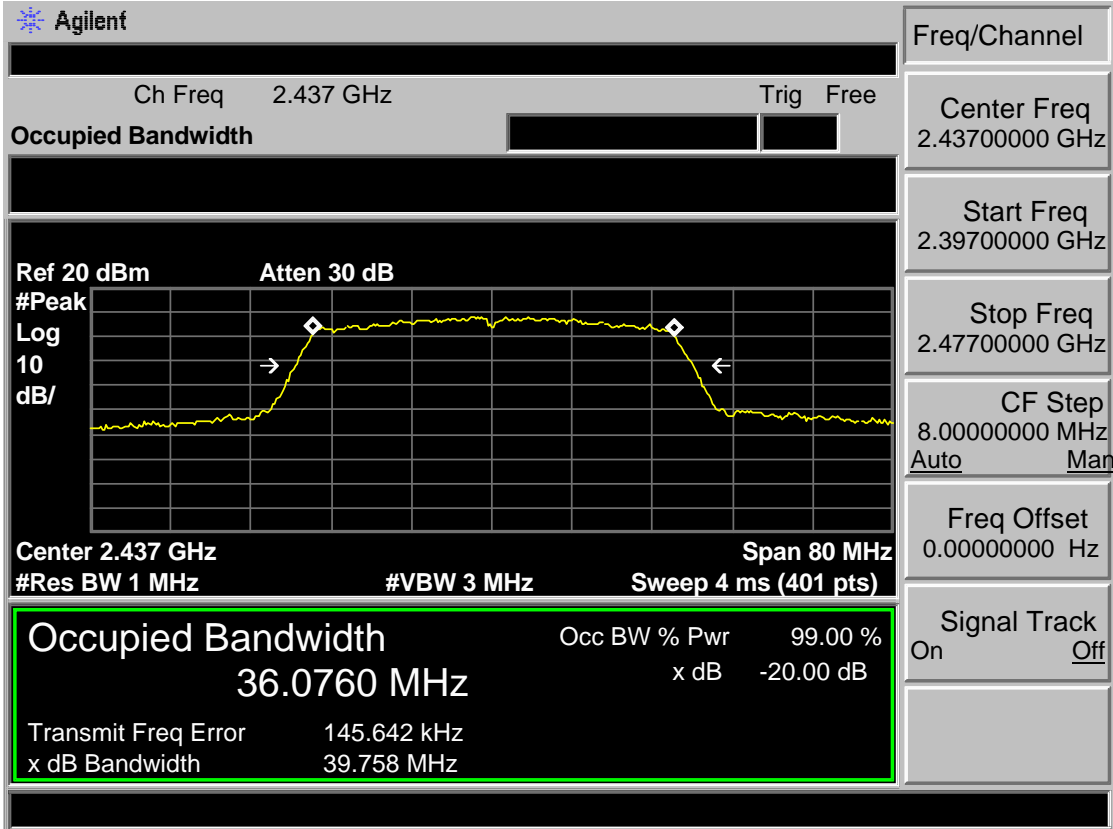 Agilent
Freq/Channel
Ch Freq 2.437 GHz Trig Free
Occupied Bandwidth
Center Freq
2.43700000 GHz
Start Freq
2.39700000 GHz
Stop Freq
2.47700000 GHz
CF Step
8.00000000 MHz
Auto Man
Freq Offset
0.00000000 Hz
Signal Track
On Off
Ref 20 dBm Atten 30 dB
#Peak
Log
10
dB/
Center 2.437 GHz Span 80 MHz
#Res BW 1 MHz #VBW 3 MHz Sweep 4 ms (401 pts)
Occupied Bandwidth Occ BW % Pwr 99.00 %
36.0760 MHz x dB -20.00 dB
Transmit Freq Error 145.642 kHz
x dB Bandwidth 39.758 MHz